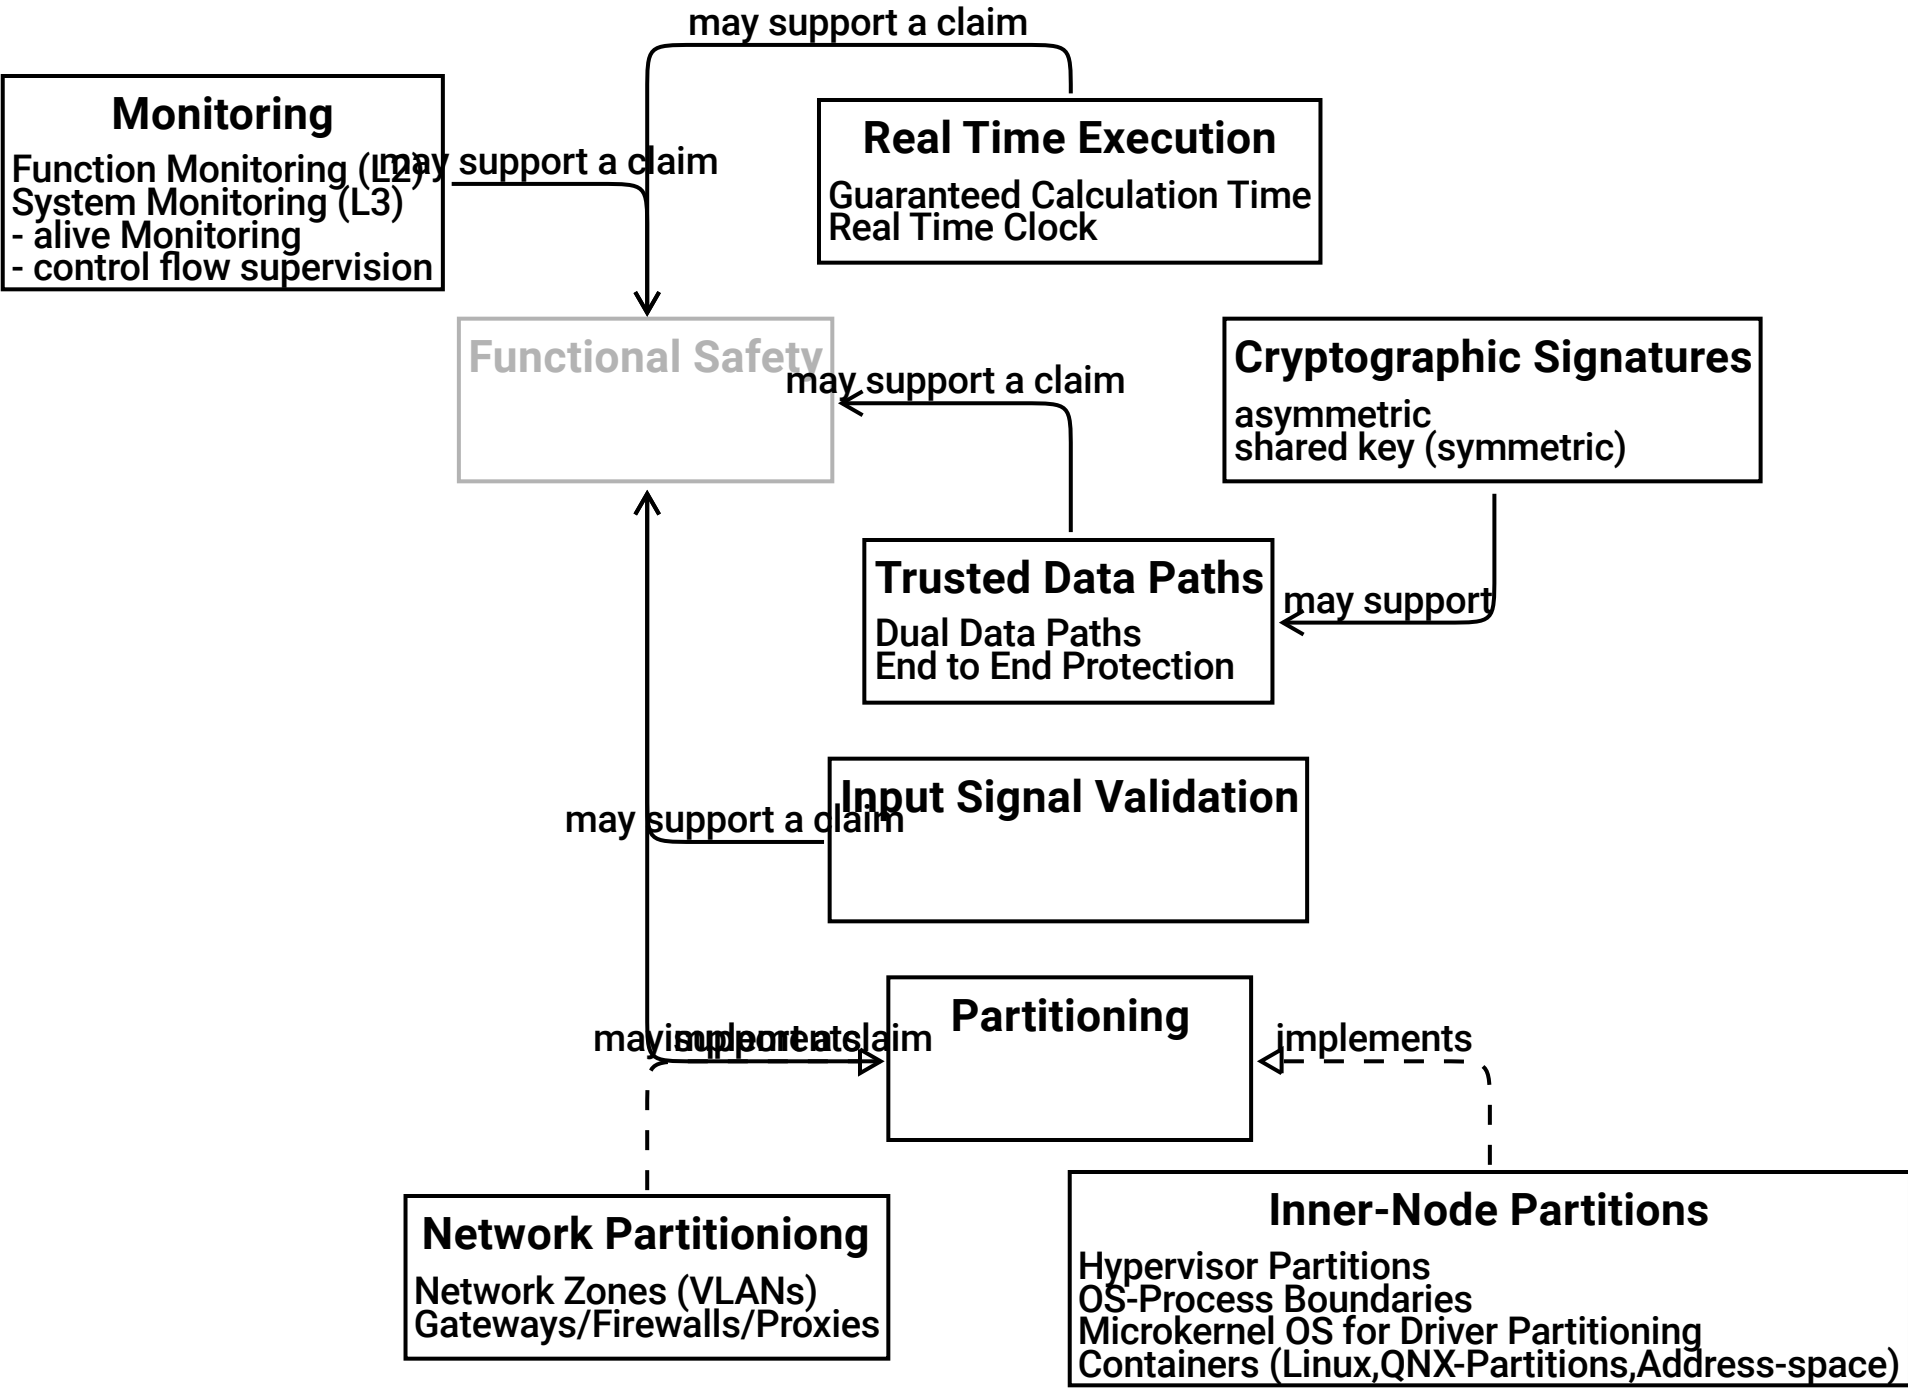 may support a claim
Monitoring
Function Monitoring (L2)
System Monitoring (L3)
- alive Monitoring
- control flow supervision
may support a claim
Real Time Execution
Guaranteed Calculation Time
Real Time Clock
Functional Safety
may support a claim
Cryptographic Signatures
asymmetric
shared key (symmetric)
Trusted Data Paths
Dual Data Paths
End to End Protection
may support
Input Signal Validation
may support a claim
Partitioning
may support a claim
implements
implements
Network Partitioniong
Network Zones (VLANs)
Gateways/Firewalls/Proxies
Inner-Node Partitions
Hypervisor Partitions
OS-Process Boundaries
Microkernel OS for Driver Partitioning
Containers (Linux,QNX-Partitions,Address-space)